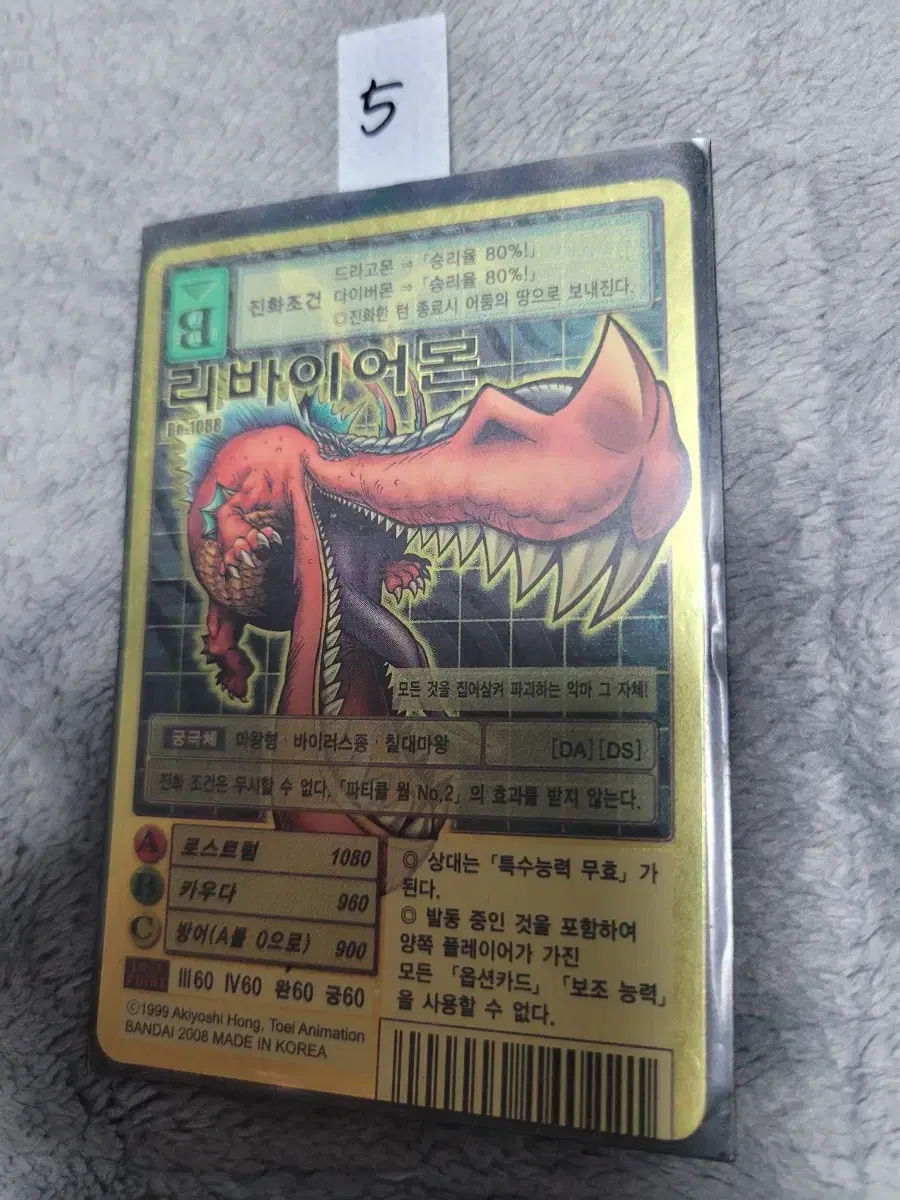 5
드라고몬 ⇒ 「승리율 80%!」
진화조건 다이버몬 ⇒ 「승리율 80%!」
◎진화한 턴 종료시 어둠의 땅으로 보내진다.
B
리바이어몬
Bo-1088
모든 것을 집어삼켜 파괴하는 악마 그 자체!
궁극체 마왕형·바이러스종·칠대마왕 [DA][DS]
진화 조건은 무시할 수 없다. 「파티클 웜 No.2」의 효과를 받지 않는다.
A 로스트럼 1080
B 카우다 960
C 방어(A를 0으로) 900
LOST POINT Ⅲ60 Ⅳ60 완60 궁60
◎ 상대는 「특수능력 무효」가
된다.
◎ 발동 중인 것을 포함하여
양쪽 플레이어가 가진
모든 「옵션카드」 「보조 능력」
을 사용할 수 없다.
ⓒ1999 Akiyoshi Hong, Toei Animation
BANDAI 2008 MADE IN KOREA